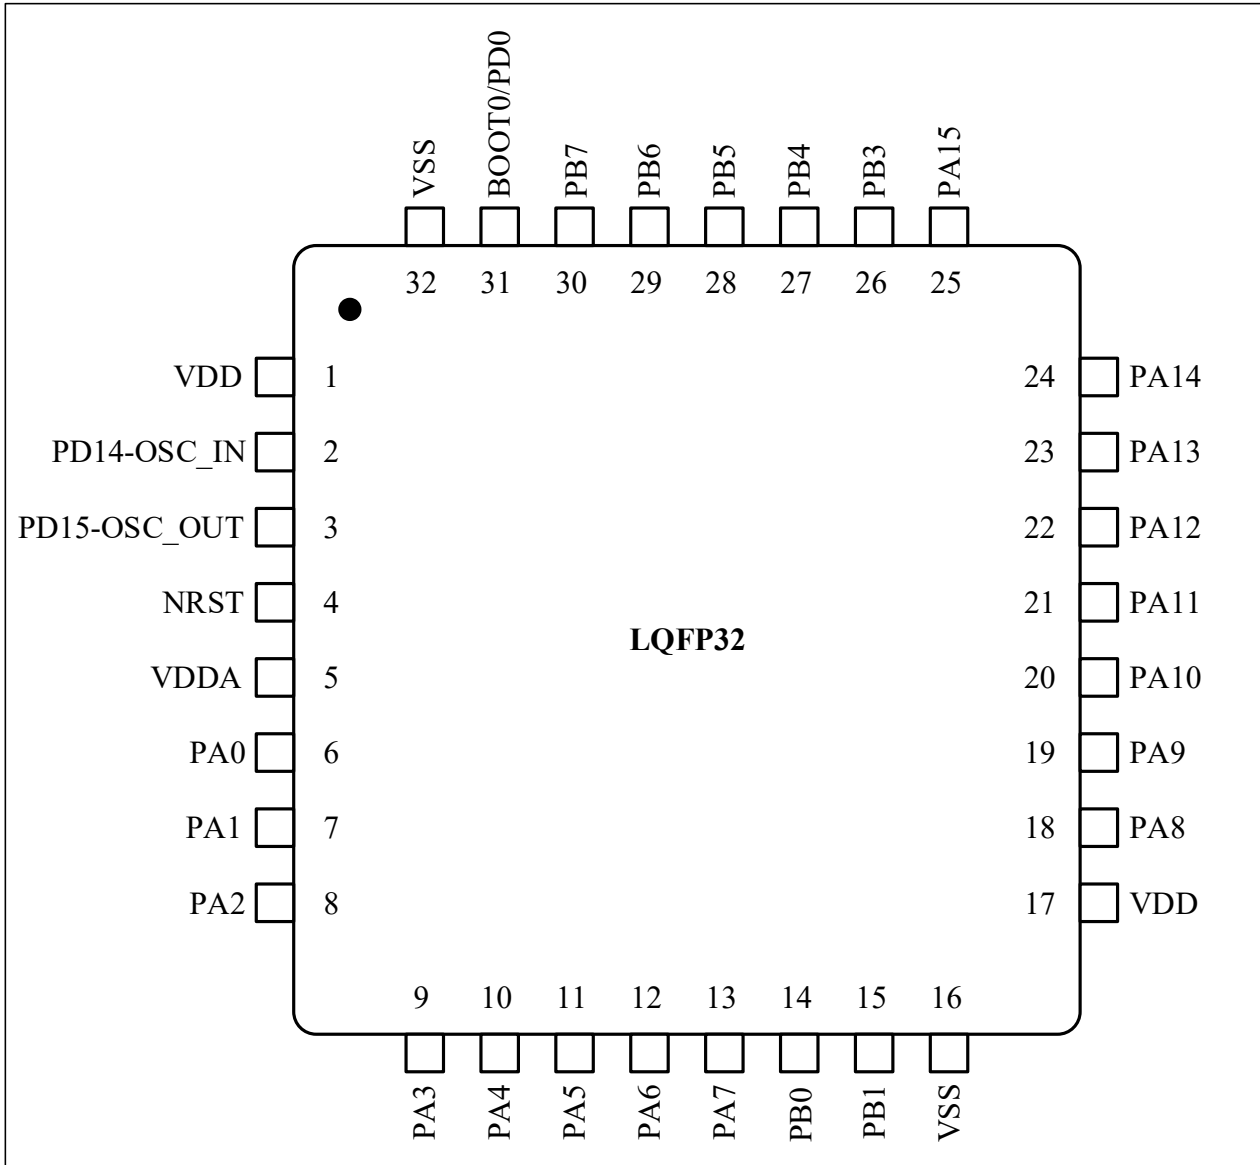 VSS
BOOT0/PD0
PB7
PB6
PB5
PB4
PB3
PA15
32 31 30 29 28 27 26 25
VDD 1 24 PA14
PD14-OSC_IN 2 23 PA13
PD15-OSC_OUT 3 22 PA12
NRST 4 21 PA11
LQFP32
VDDA 5 20 PA10
PA0 6 19 PA9
PA1 7 18 PA8
PA2 8 17 VDD
9 10 11 12 13 14 15 16
PA3
PA4
PA5
PA6
PA7
PB0
PB1
VSS